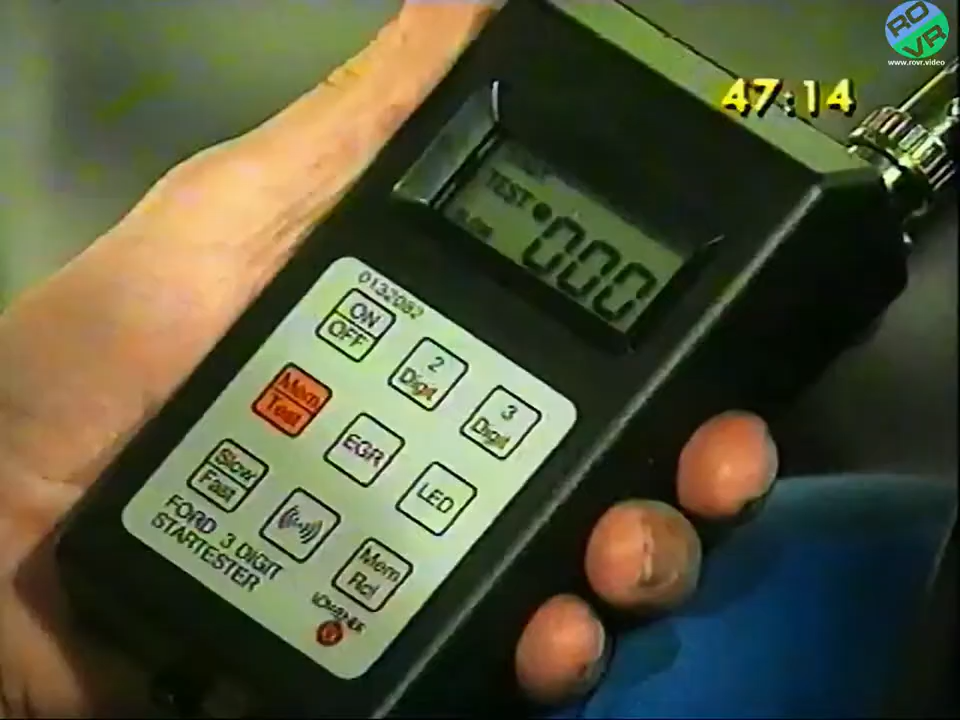 RO
VR
www.rovr.video
47:14
TEST
000
0132082
ON
OFF
2
Digit
3
Digit
Mem
Test
EGR
LED
Slow
Fast
Mem
Rcl
FORD 3 DIGIT
STARTESTER